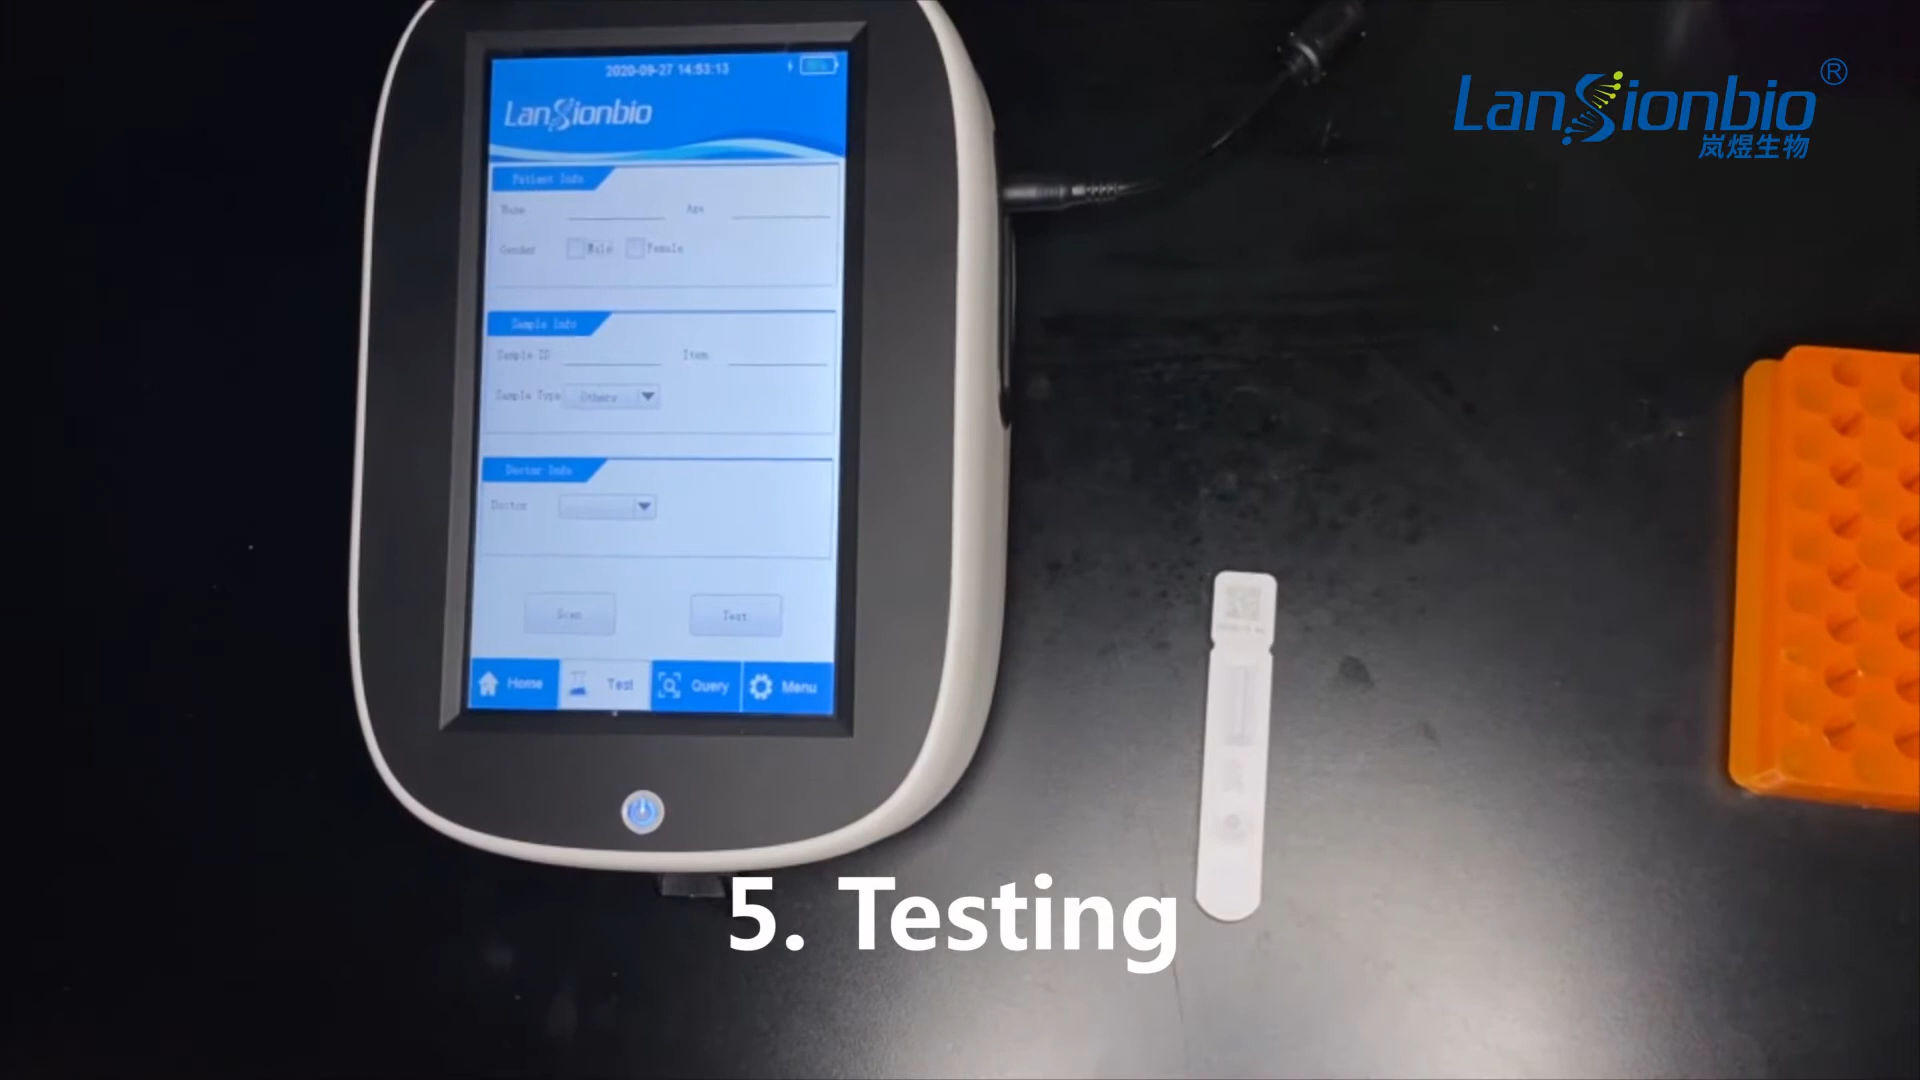 2020-09-27 14:53:13
Lansionbio
Patient Info
Name
Age
Gender
Male
Female
Sample Info
Sample ID
Item
Sample Type
Others
Doctor Info
Doctor
Scan
Test
Home
Test
Query
Menu
Lansionbio®
岚煜生物
5. Testing